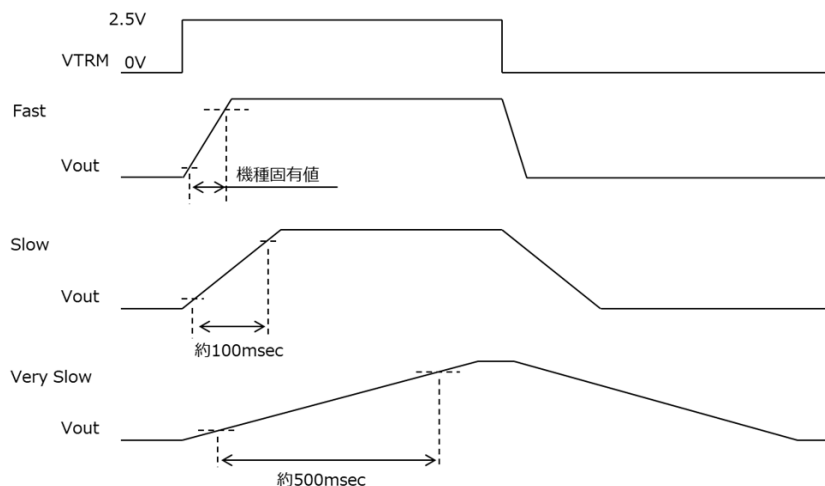 2.5V
VTRM 0V
Fast
Vout
機種固有値
Slow
Vout
約100msec
Very Slow
Vout
約500msec